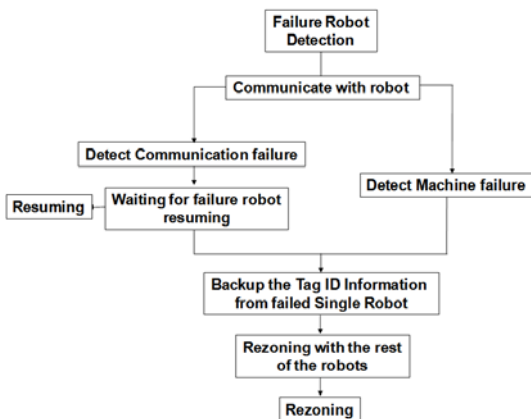 Failure Robot
Detection
Communicate with robot
Detect Communication failure
Detect Machine failure
Resuming
Waiting for failure robot
resuming
Backup the Tag ID Information
from failed Single Robot
Rezoning with the rest
of the robots
Rezoning